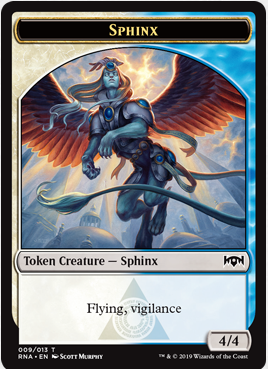 SPHINX
Token Creature — Sphinx
Flying, vigilance
4/4
009/013 T
RNA • EN SCOTT MURPHY
™ & © 2019 Wizards of the Coast